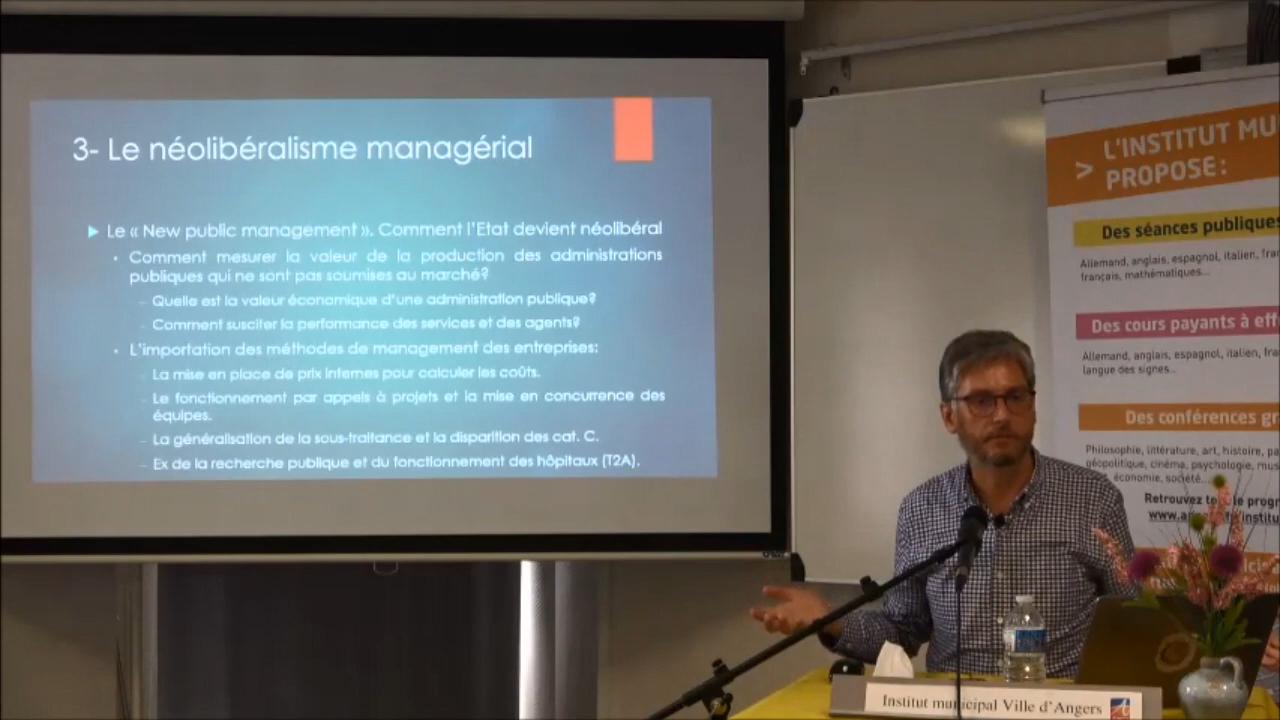 3- Le néolibéralisme managérial
Le « New public management ». Comment l'Etat devient néolibéral
Comment mesurer la valeur de la production des administrations
publiques qui ne sont pas soumises au marché?
Quelle est la valeur économique d'une administration publique?
Comment susciter la performance des services et des agents?
L'importation des méthodes de management des entreprises:
La mise en place de prix internes pour calculer les coûts.
Le fonctionnement par appels à projets et la mise en concurrence des
équipes.
La généralisation de la sous-traitance et la disparition des cat. C.
Ex de la recherche publique et du fonctionnement des hôpitaux (T2A).
> L'INSTITUT MU
PROPOSE :
Des séances publiques
Allemand, anglais, espagnol, italien,
français, mathématiques...
Des cours payants à eff
Allemand, anglais, espagnol, italien,
langue des signes...
Des conférences gr
Philosophie, littérature, art, histoire,
géopolitique, cinéma, psychologie,
économie, société...
Retrouvez le progr
Institut municipal Ville d'Angers